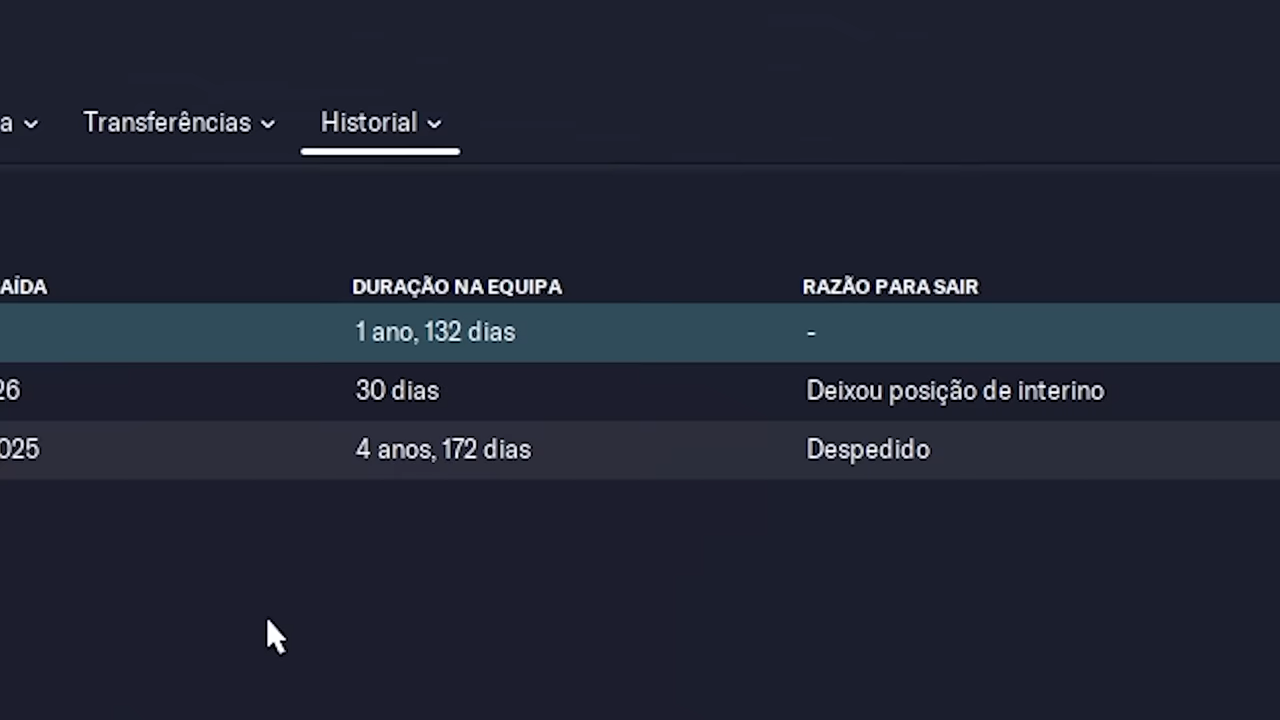 a Transferências Historial
AÍDA DURAÇÃO NA EQUIPA RAZÃO PARA SAIR
1 ano, 132 dias -
26 30 dias Deixou posição de interino
025 4 anos, 172 dias Despedido